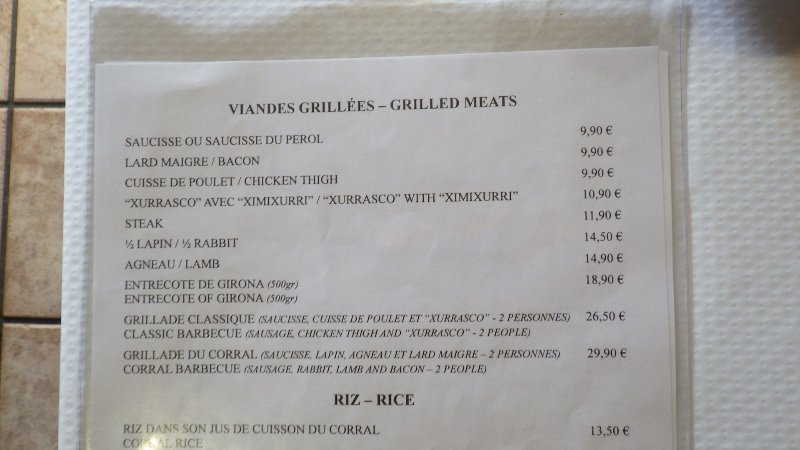 VIANDES GRILLÉES – GRILLED MEATS
SAUCISSE OU SAUCISSE DU PEROL 9,90 €
LARD MAIGRE / BACON 9,90 €
CUISSE DE POULET / CHICKEN THIGH 9,90 €
“XURRASCO” AVEC “XIMIXURRI” / “XURRASCO” WITH “XIMIXURRI” 10,90 €
STEAK 11,90 €
½ LAPIN / ½ RABBIT 14,50 €
AGNEAU / LAMB 14,90 €
ENTRECOTE DE GIRONA (500gr) 18,90 €
ENTRECOTE OF GIRONA (500gr)
GRILLADE CLASSIQUE (SAUCISSE, CUISSE DE POULET ET “XURRASCO” - 2 PERSONNES) 26,50 €
CLASSIC BARBECUE (SAUSAGE, CHICKEN THIGH AND “XURRASCO” - 2 PEOPLE)
GRILLADE DU CORRAL (SAUCISSE, LAPIN, AGNEAU ET LARD MAIGRE – 2 PERSONNES) 29,90 €
CORRAL BARBECUE (SAUSAGE, RABBIT, LAMB AND BACON – 2 PEOPLE)
RIZ – RICE
RIZ DANS SON JUS DE CUISSON DU CORRAL 13,50 €
CORRAL RICE